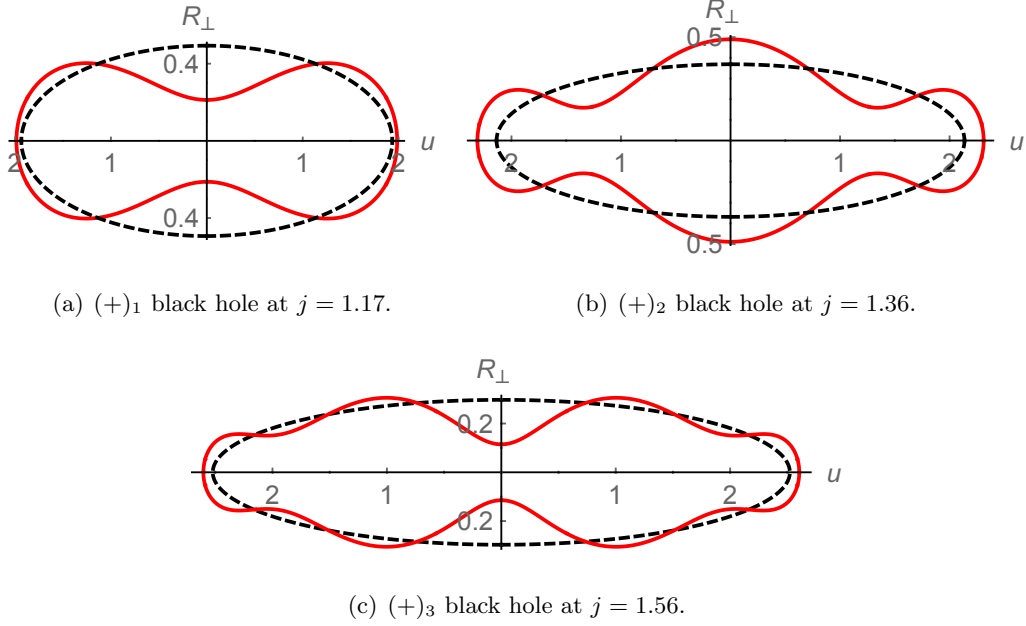 R⊥
0.4
2 1 1 2 u
0.4
(a) (+)₁ black hole at j = 1.17.
R⊥
0.5
2 1 1 2 u
0.5
(b) (+)₂ black hole at j = 1.36.
R⊥
0.2
2 1 1 2 u
0.2
(c) (+)₃ black hole at j = 1.56.